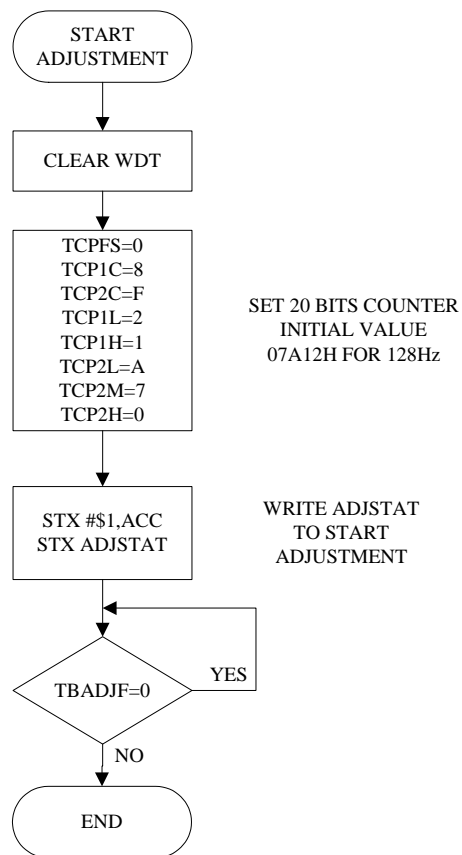 START
ADJUSTMENT
CLEAR WDT
TCPFS=0
TCP1C=8
TCP2C=F
TCP1L=2
TCP1H=1
TCP2L=A
TCP2M=7
TCP2H=0
SET 20 BITS COUNTER
INITIAL VALUE
07A12H FOR 128Hz
STX #$1,ACC
STX ADJSTAT
WRITE ADJSTAT
TO START
ADJUSTMENT
TBADJF=0
YES
NO
END